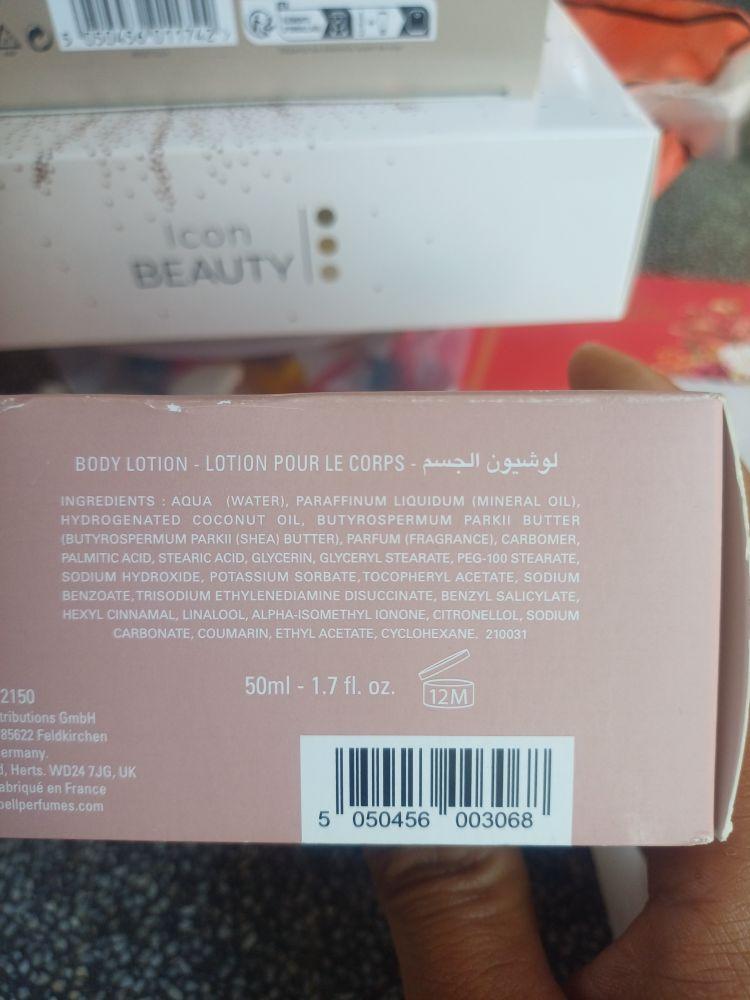 5 050456 011742
Icon
BEAUTY
BODY LOTION - LOTION POUR LE CORPS - لوشيون الجسم
INGREDIENTS : AQUA (WATER), PARAFFINUM LIQUIDUM (MINERAL OIL),
HYDROGENATED COCONUT OIL, BUTYROSPERMUM PARKII BUTTER
(BUTYROSPERMUM PARKII (SHEA) BUTTER), PARFUM (FRAGRANCE), CARBOMER,
PALMITIC ACID, STEARIC ACID, GLYCERIN, GLYCERYL STEARATE, PEG-100 STEARATE,
SODIUM HYDROXIDE, POTASSIUM SORBATE, TOCOPHERYL ACETATE, SODIUM
BENZOATE, TRISODIUM ETHYLENEDIAMINE DISUCCINATE, BENZYL SALICYLATE,
HEXYL CINNAMAL, LINALOOL, ALPHA-ISOMETHYL IONONE, CITRONELLOL, SODIUM
CARBONATE, COUMARIN, ETHYL ACETATE, CYCLOHEXANE. 210031
50ml - 1.7 fl. oz.
12M
2150
tributions GmbH
85622 Feldkirchen
ermany.
d, Herts. WD24 7JG, UK
abriqué en France
bellperfumes.com
5 050456 003068